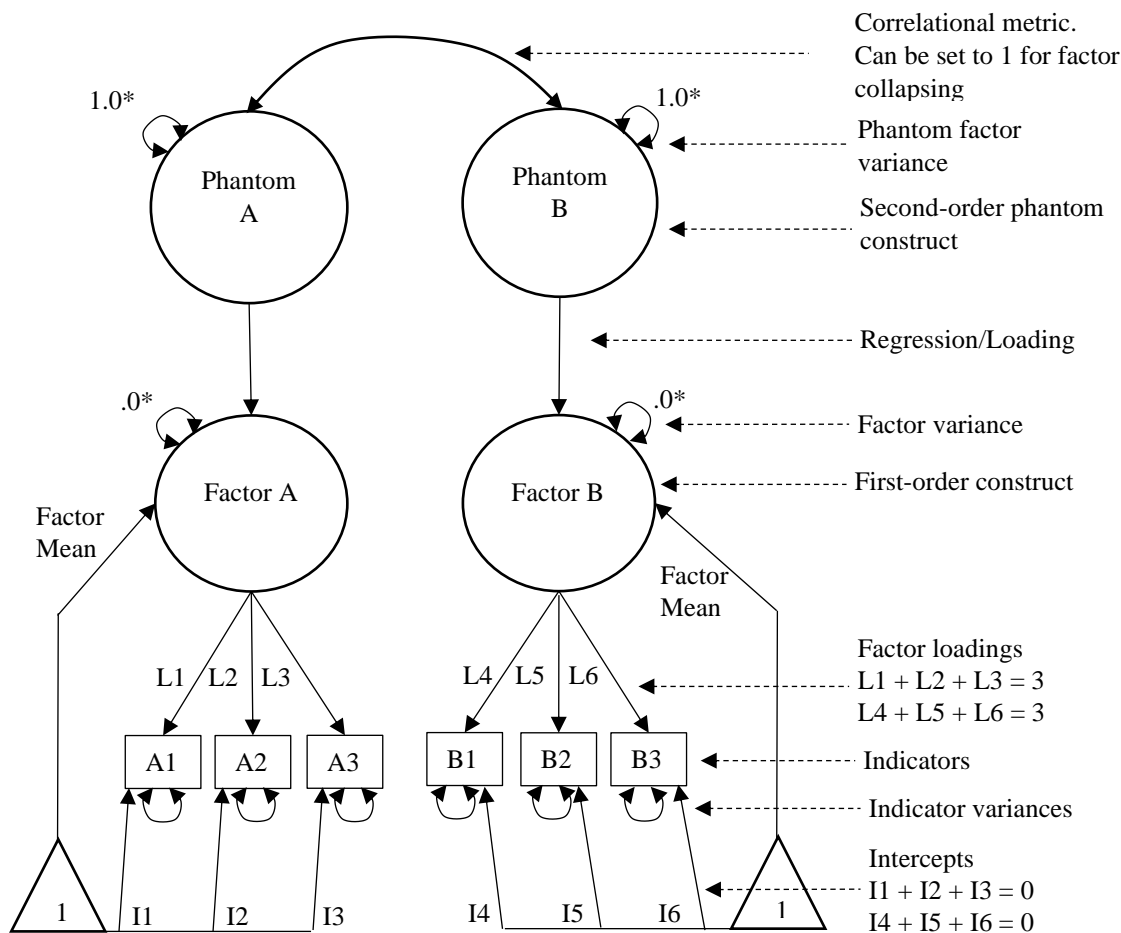 Correlational metric.
Can be set to 1 for factor
collapsing
1.0*
1.0*
Phantom factor
variance
Phantom
A
Phantom
B
Second-order phantom
construct
Regression/Loading
.0*
.0*
Factor variance
Factor A
Factor B
First-order construct
Factor
Mean
Factor
Mean
Factor loadings
L1 + L2 + L3 = 3
L4 + L5 + L6 = 3
L1
L2
L3
L4
L5
L6
A1
A2
A3
B1
B2
B3
Indicators
Indicator variances
Intercepts
I1 + I2 + I3 = 0
I4 + I5 + I6 = 0
1
I1
I2
I3
I4
I5
I6
1